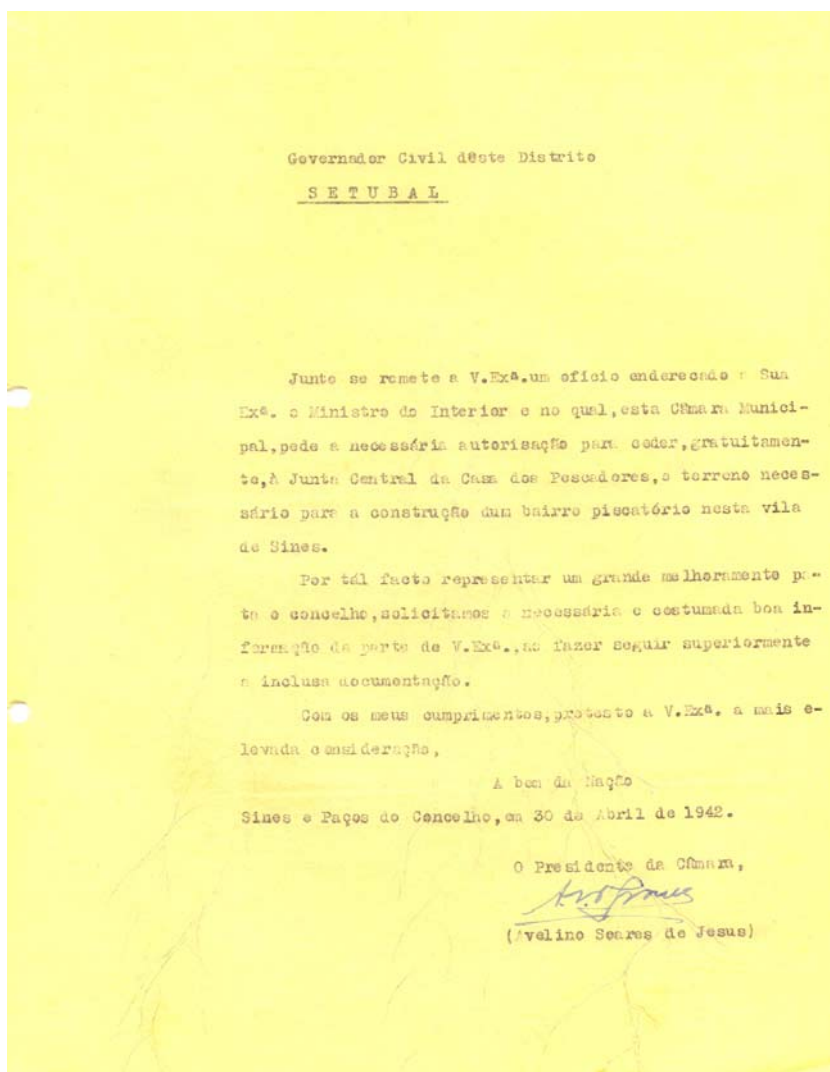 Governador Civil dêste Distrito
S E T U B A L
Junto se remete a V.Exª.um oficio enderecado a Sua
Exª. o Ministro do Interior e no qual,esta Câmara Munici-
pal,pede a necessária autorisação para ceder,gratuitamen-
te,à Junta Central da Casa dos Pescadores,o terreno neces-
sário para a construção dum bairro piscatório nesta vila
de Sines.
Por tál facto representar um grande melhoramento pa-
ta o concelho,solicitamos a necessária e costumada boa in-
formação da parte de V.Exª.,ao fazer seguir superiormente
a inclusa documentação.
Com os meus cumprimentos,protesto a V.Exª. a mais e-
levada consideração,
A bem da Nação
Sines e Paços do Concelho,em 30 de Abril de 1942.
O Presidente da Câmara,
(Avelino Soares de Jesus)